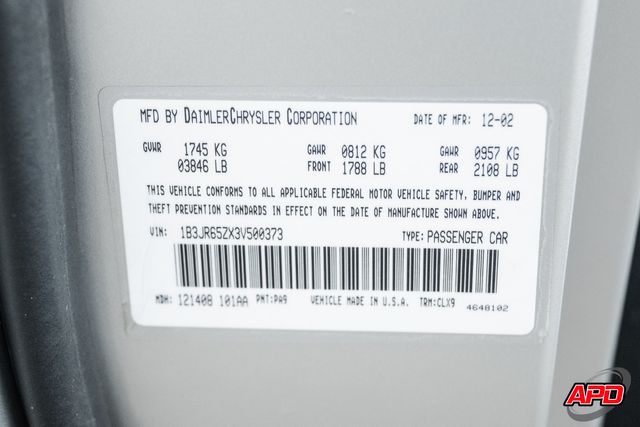 MFD BY DAIMLERCHRYSLER CORPORATION DATE OF MFR: 12-02
GVWR 1745 KG GAWR 0812 KG GAWR 0957 KG
03846 LB FRONT 1788 LB REAR 2108 LB
THIS VEHICLE CONFORMS TO ALL APPLICABLE FEDERAL MOTOR VEHICLE SAFETY, BUMPER AND
THEFT PREVENTION STANDARDS IN EFFECT ON THE DATE OF MANUFACTURE SHOWN ABOVE.
VIN: 1B3JR65ZX3V500373 TYPE: PASSENGER CAR
MDH: 121408 101AA PNT: PA9 VEHICLE MADE IN U.S.A. TRM: CLX9 4648102
APD